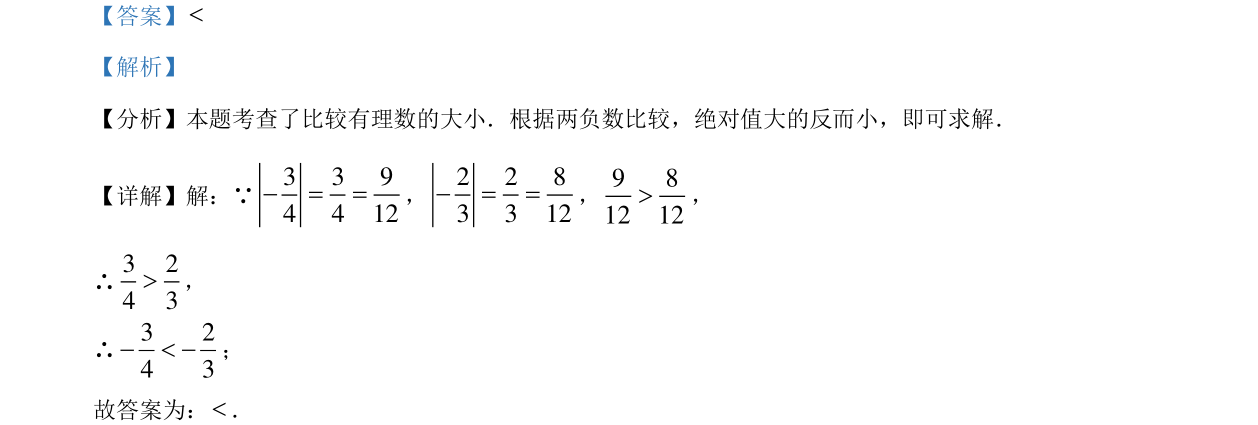 【答案】<
【解析】
【分析】本题考查了比较有理数的大小．根据两负数比较，绝对值大的反而小，即可求解．
【详解】解：∵|−3/4|=3/4=9/12，|−2/3|=2/3=8/12，9/12>8/12，
∴3/4>2/3，
∴−3/4<−2/3；
故答案为：<．